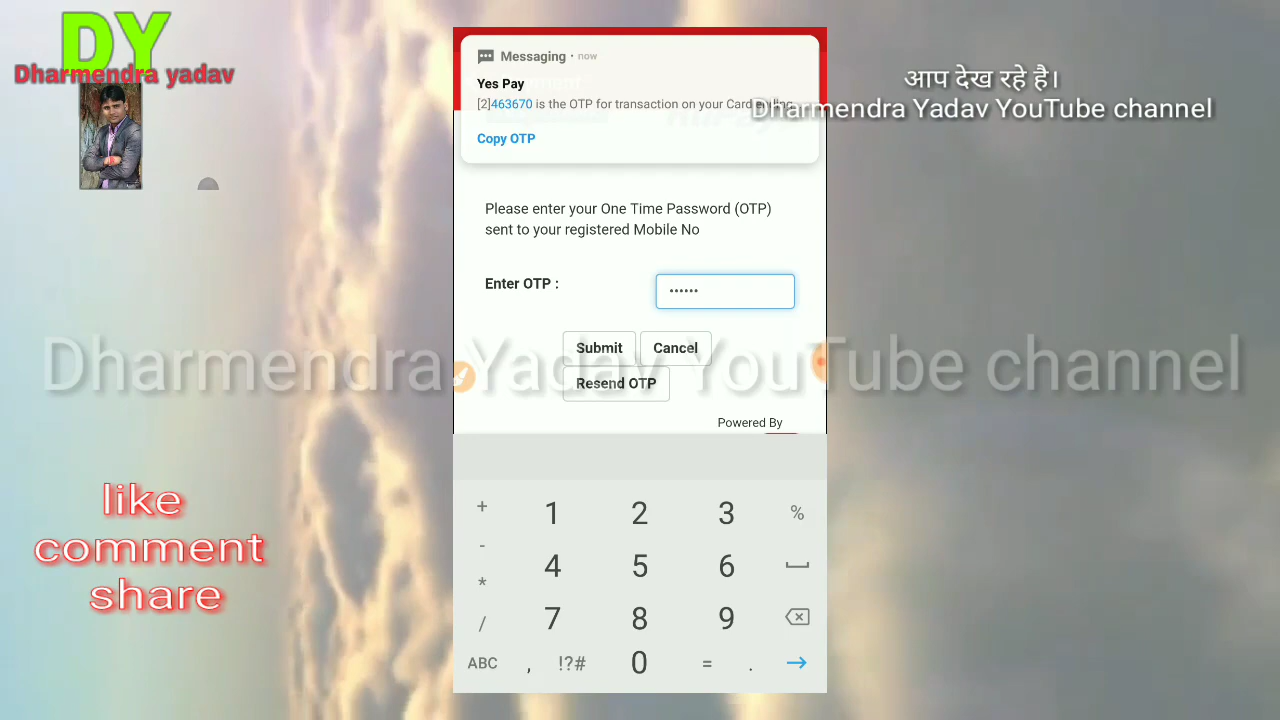 DY
Dharmendra yadav
आप देख रहे है।
Dharmendra Yadav YouTube channel
Messaging · now
Yes Pay
[2]463670 is the OTP for transaction on your Card ending
Copy OTP
Please enter your One Time Password (OTP)
sent to your registered Mobile No
Enter OTP :
••••••
Submit Cancel
Resend OTP
Dharmendra Yadav YouTube channel
Powered By
like
comment
share
+ 1 2 3 %
- 4 5 6
* 7 8 9
/
ABC , !?# 0 = .